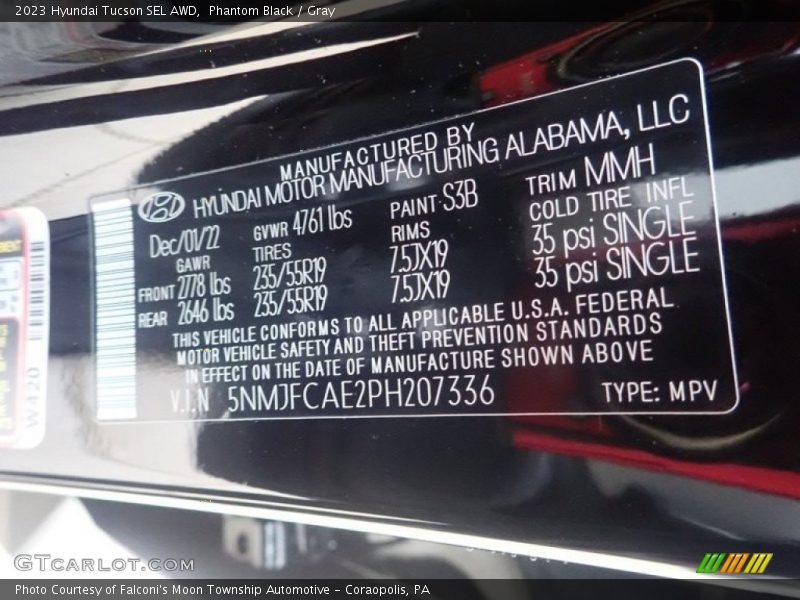 2023 Hyundai Tucson SEL AWD, Phantom Black / Gray
MANUFACTURED BY
HYUNDAI MOTOR MANUFACTURING ALABAMA, LLC
Dec/01/22 GVWR 4761 lbs PAINT S3B TRIM MMH
GAWR TIRES RIMS COLD TIRE INFL
FRONT 2778 lbs 235/55R19 7.5JX19 35 psi SINGLE
REAR 2646 lbs 235/55R19 7.5JX19 35 psi SINGLE
THIS VEHICLE CONFORMS TO ALL APPLICABLE U.S.A. FEDERAL
MOTOR VEHICLE SAFETY AND THEFT PREVENTION STANDARDS
IN EFFECT ON THE DATE OF MANUFACTURE SHOWN ABOVE
V.I.N 5NMJFCAE2PH207336 TYPE: MPV
W420
GTcarlot.com
Photo Courtesy of Falconi's Moon Township Automotive - Coraopolis, PA